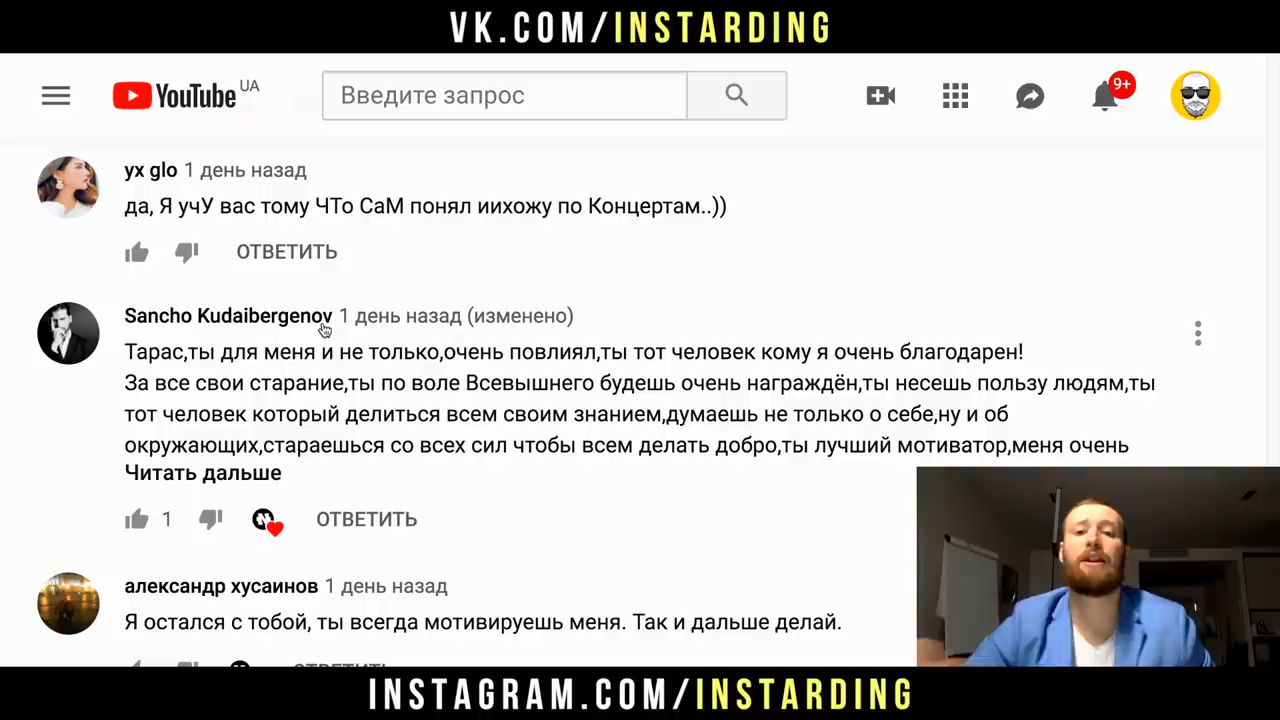 VK.COM/INSTARDING
YouTube UA
Введите запрос
9+
yx glo 1 день назад
да, Я учУ вас тому ЧТо СаМ понял иихожу по Концертам..))
ОТВЕТИТЬ
Sancho Kudaibergenov 1 день назад (изменено)
Тарас,ты для меня и не только,очень повлиял,ты тот человек кому я очень благодарен!
За все свои старание,ты по воле Всевышнего будешь очень награждён,ты несешь пользу людям,ты
тот человек который делиться всем своим знанием,думаешь не только о себе,ну и об
окружающих,стараешься со всех сил чтобы всем делать добро,ты лучший мотиватор,меня очень
Читать дальше
1 ОТВЕТИТЬ
александр хусаинов 1 день назад
Я остался с тобой, ты всегда мотивируешь меня. Так и дальше делай.
ОТВЕТИТЬ
INSTAGRAM.COM/INSTARDING